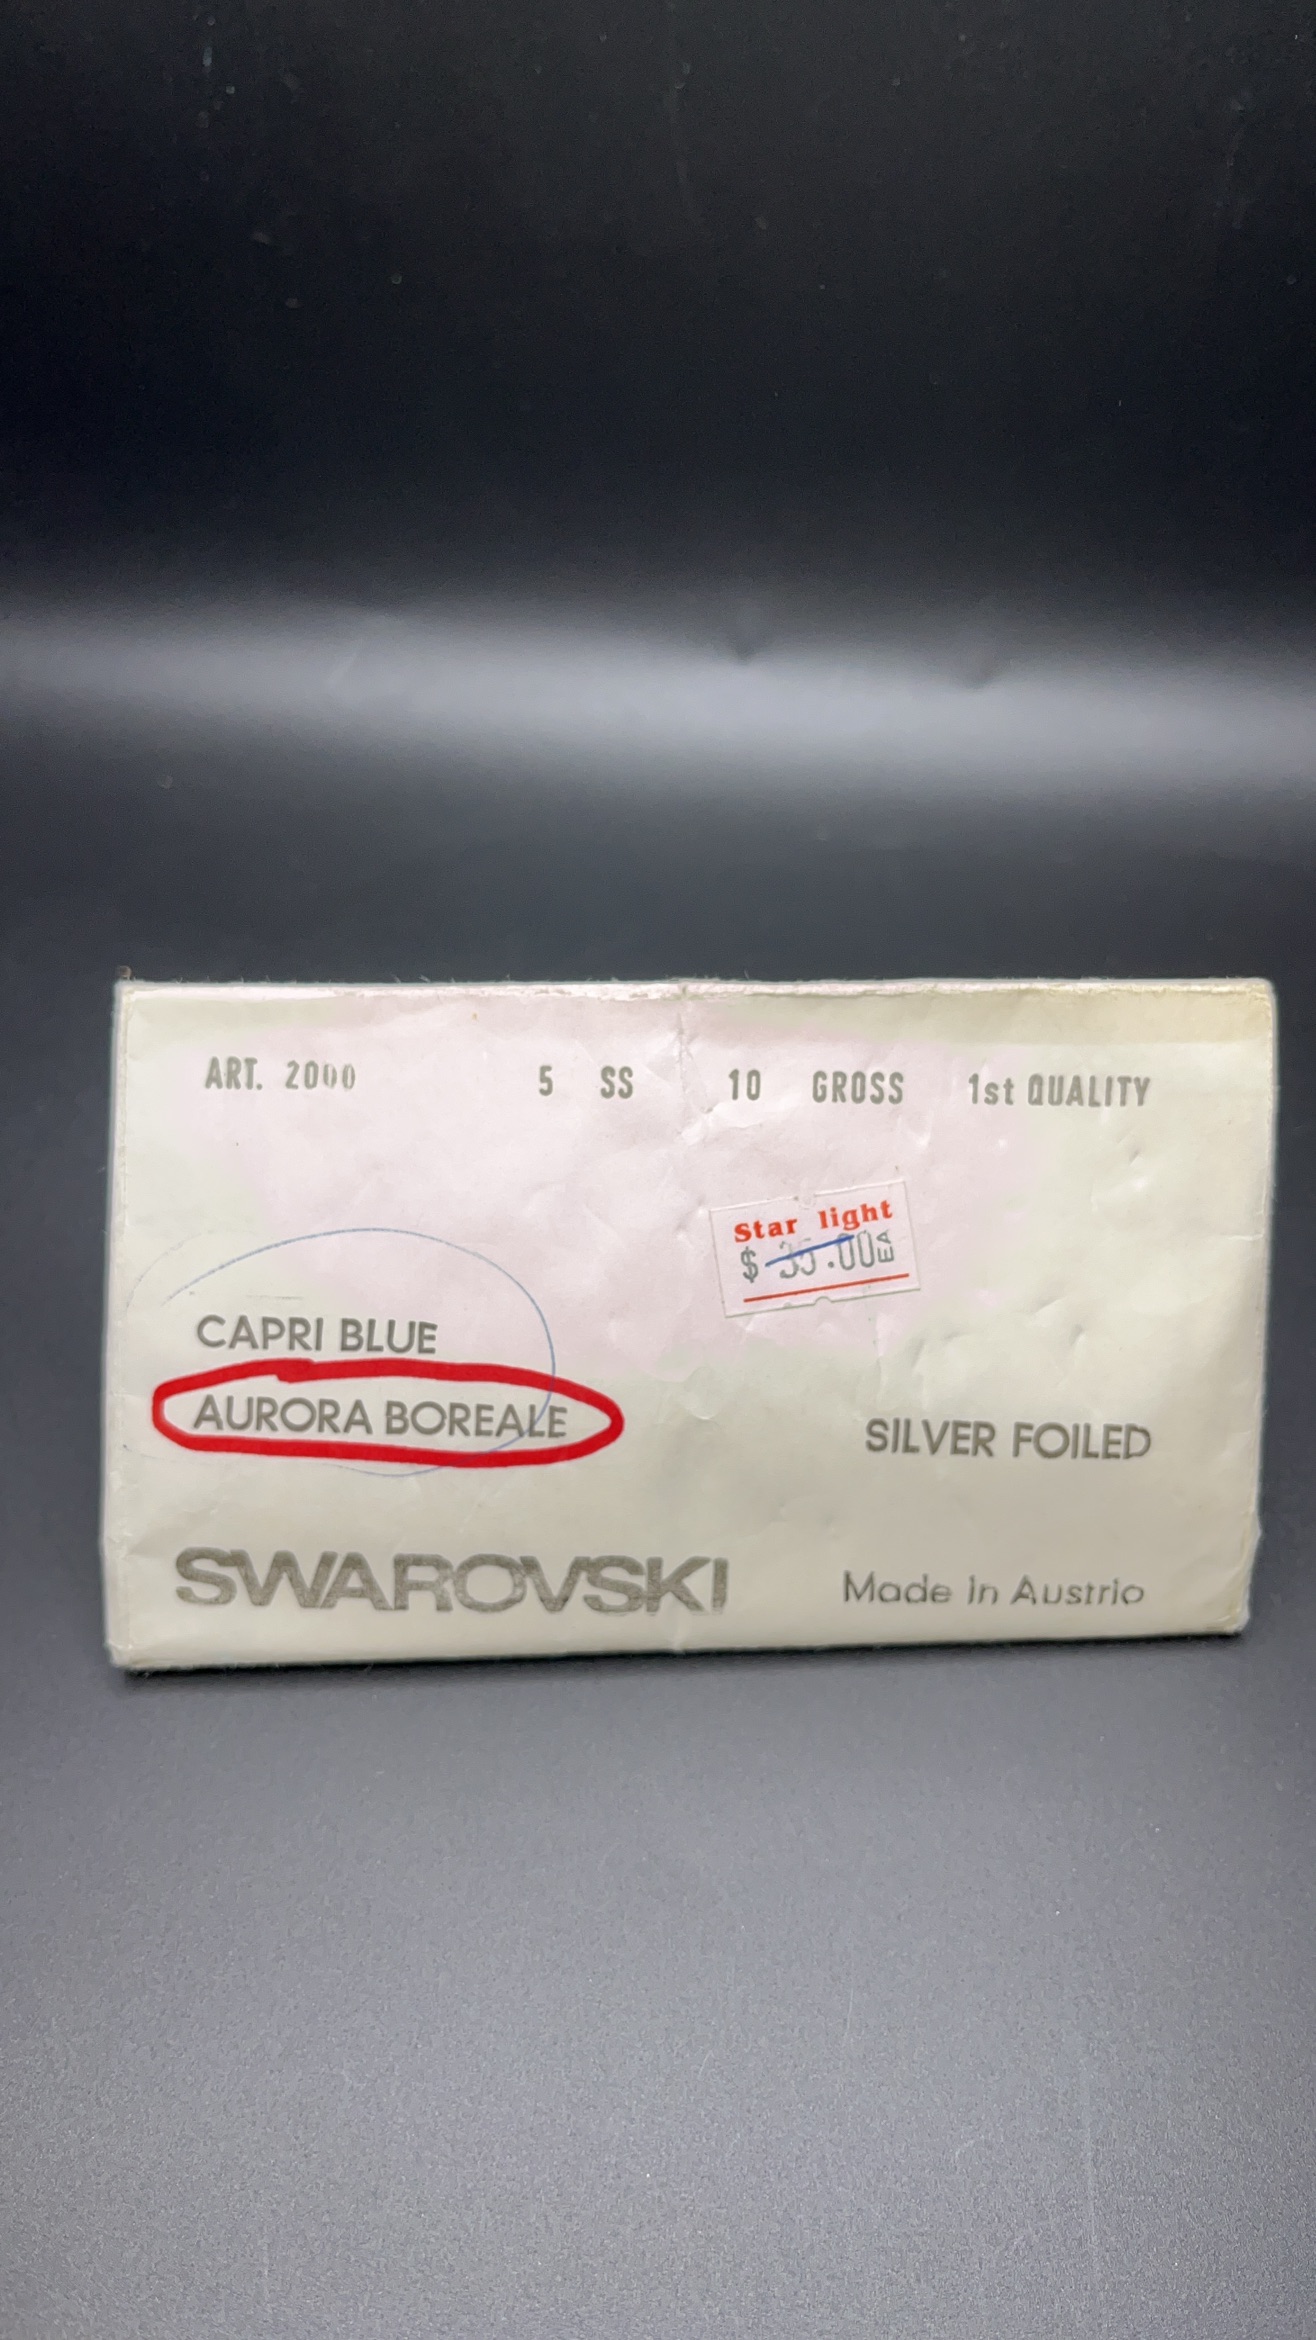 ART. 2000 5 SS 10 GROSS 1st QUALITY
Star light
$ 35.00 EA
CAPRI BLUE
AURORA BOREALE
SILVER FOILED
SWAROVSKI
Made in Austria